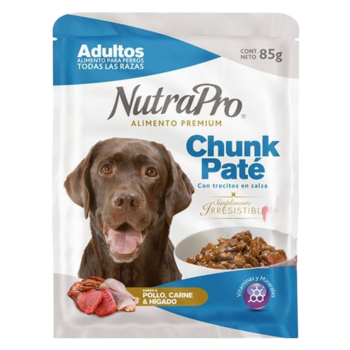 Adultos
ALIMENTO PARA PERROS
TODAS LAS RAZAS
CONT.
NETO 85g
NutraPro®
ALIMENTO PREMIUM
Chunk
Paté
Con trocitos en salsa
Simplemente
IRRESISTIBLE
SABOR A
POLLO, CARNE
& HÍGADO
Vitaminas y Minerales